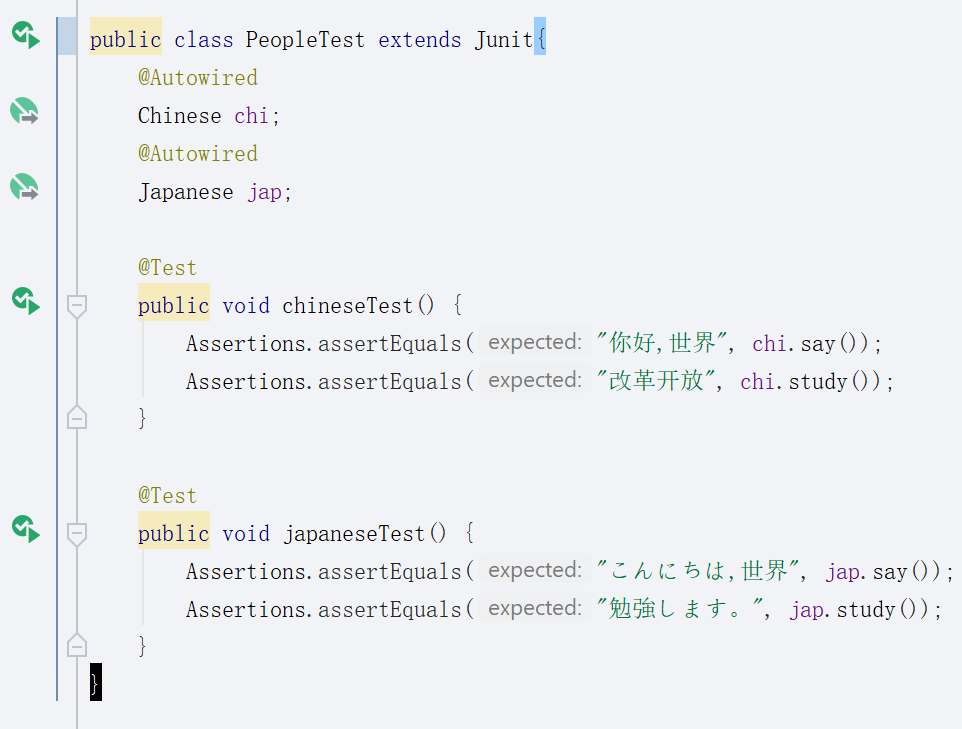 public class PeopleTest extends Junit{
@Autowired
Chinese chi;
@Autowired
Japanese jap;
@Test
public void chineseTest() {
Assertions.assertEquals( expected: "你好,世界", chi.say());
Assertions.assertEquals( expected: "改革开放", chi.study());
}
@Test
public void japaneseTest() {
Assertions.assertEquals( expected: "こんにちは,世界", jap.say());
Assertions.assertEquals( expected: "勉強します。", jap.study());
}
}